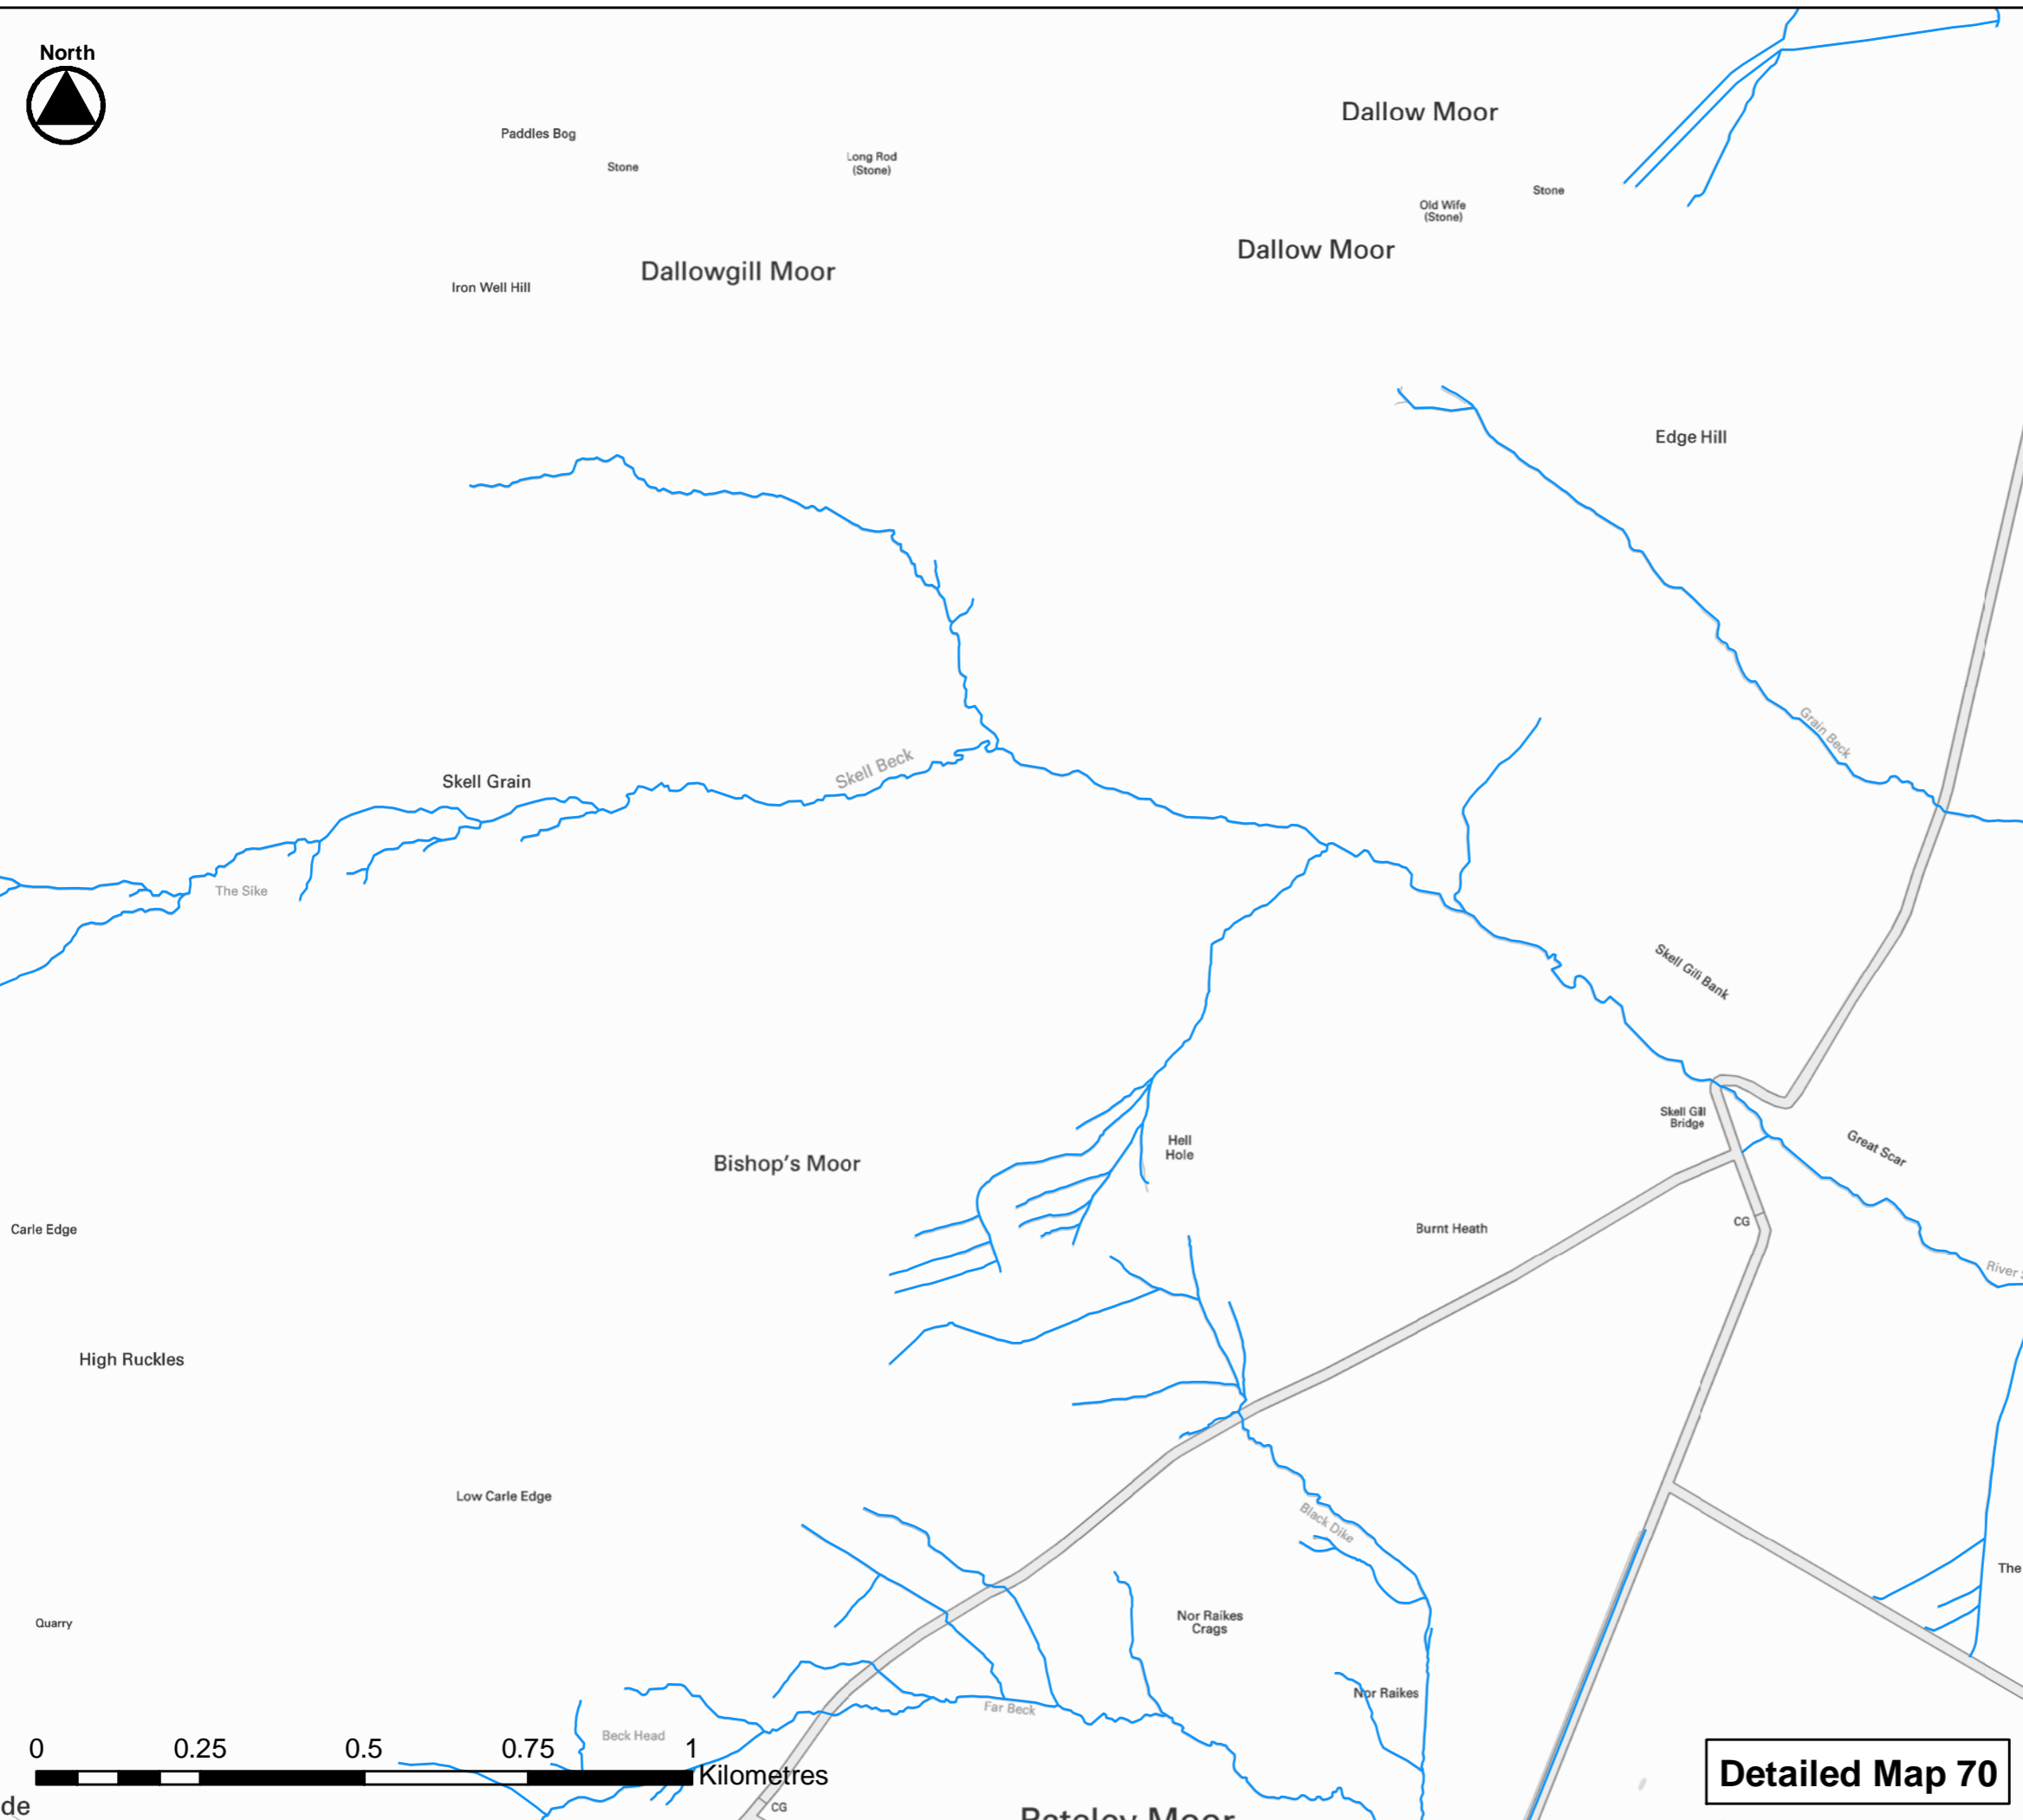 North
Dallow Moor
Paddles Bog
Stone
Long Rod
(Stone)
Stone
Old Wife
(Stone)
Dallow Moor
Dallowgill Moor
Iron Well Hill
Edge Hill
Grain Beck
Skell Beck
Skell Grain
The Sike
Skell Gill Bank
Skell Gill
Bridge
Great Scar
Hell
Hole
Bishop's Moor
CG
Burnt Heath
Carle Edge
River S
High Ruckles
Low Carle Edge
Black Dike
The
Quarry
Nor Raikes
Crags
Nor Raikes
Far Beck
Beck Head
0 0.25 0.5 0.75 1
Kilometres
Detailed Map 70
de
CG
Pateley Moor